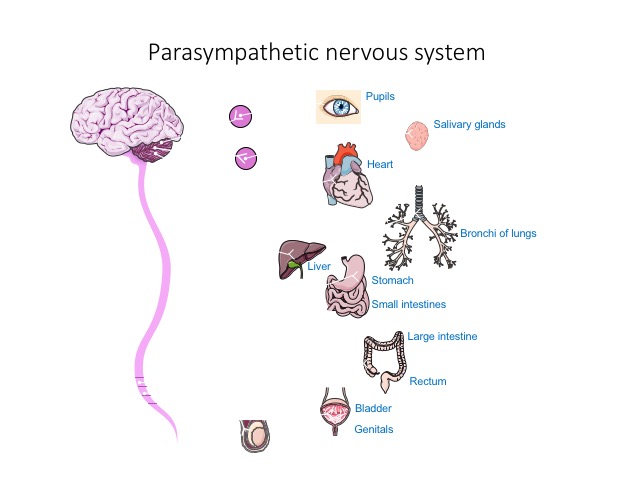 Parasympathetic nervous system
Pupils
Salivary glands
Heart
Bronchi of lungs
Liver
Stomach
Small intestines
Large intestine
Rectum
Bladder
Genitals